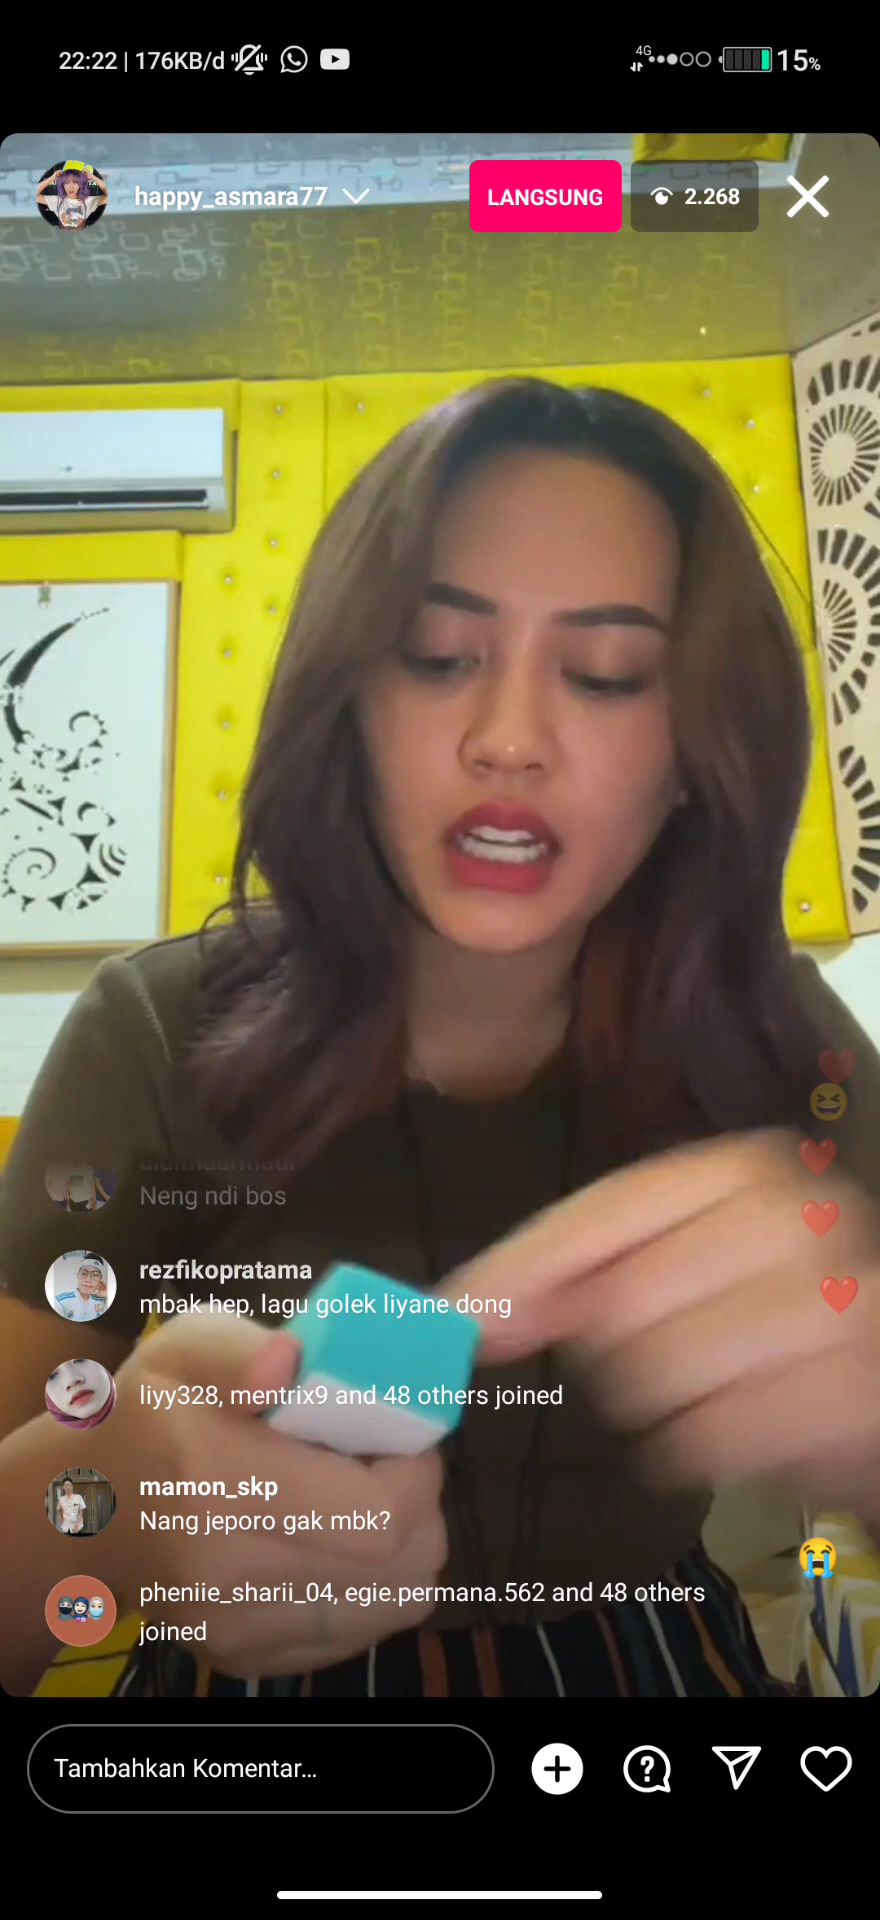 22:22 | 176KB/d
4G
15%
happy_asmara77
LANGSUNG
2.268
Neng ndi bos
rezfikopratama
mbak hep, lagu golek liyane dong
liyy328, mentrix9 and 48 others joined
mamon_skp
Nang jeporo gak mbk?
pheniie_sharii_04, egie.permana.562 and 48 others
joined
Tambahkan Komentar...